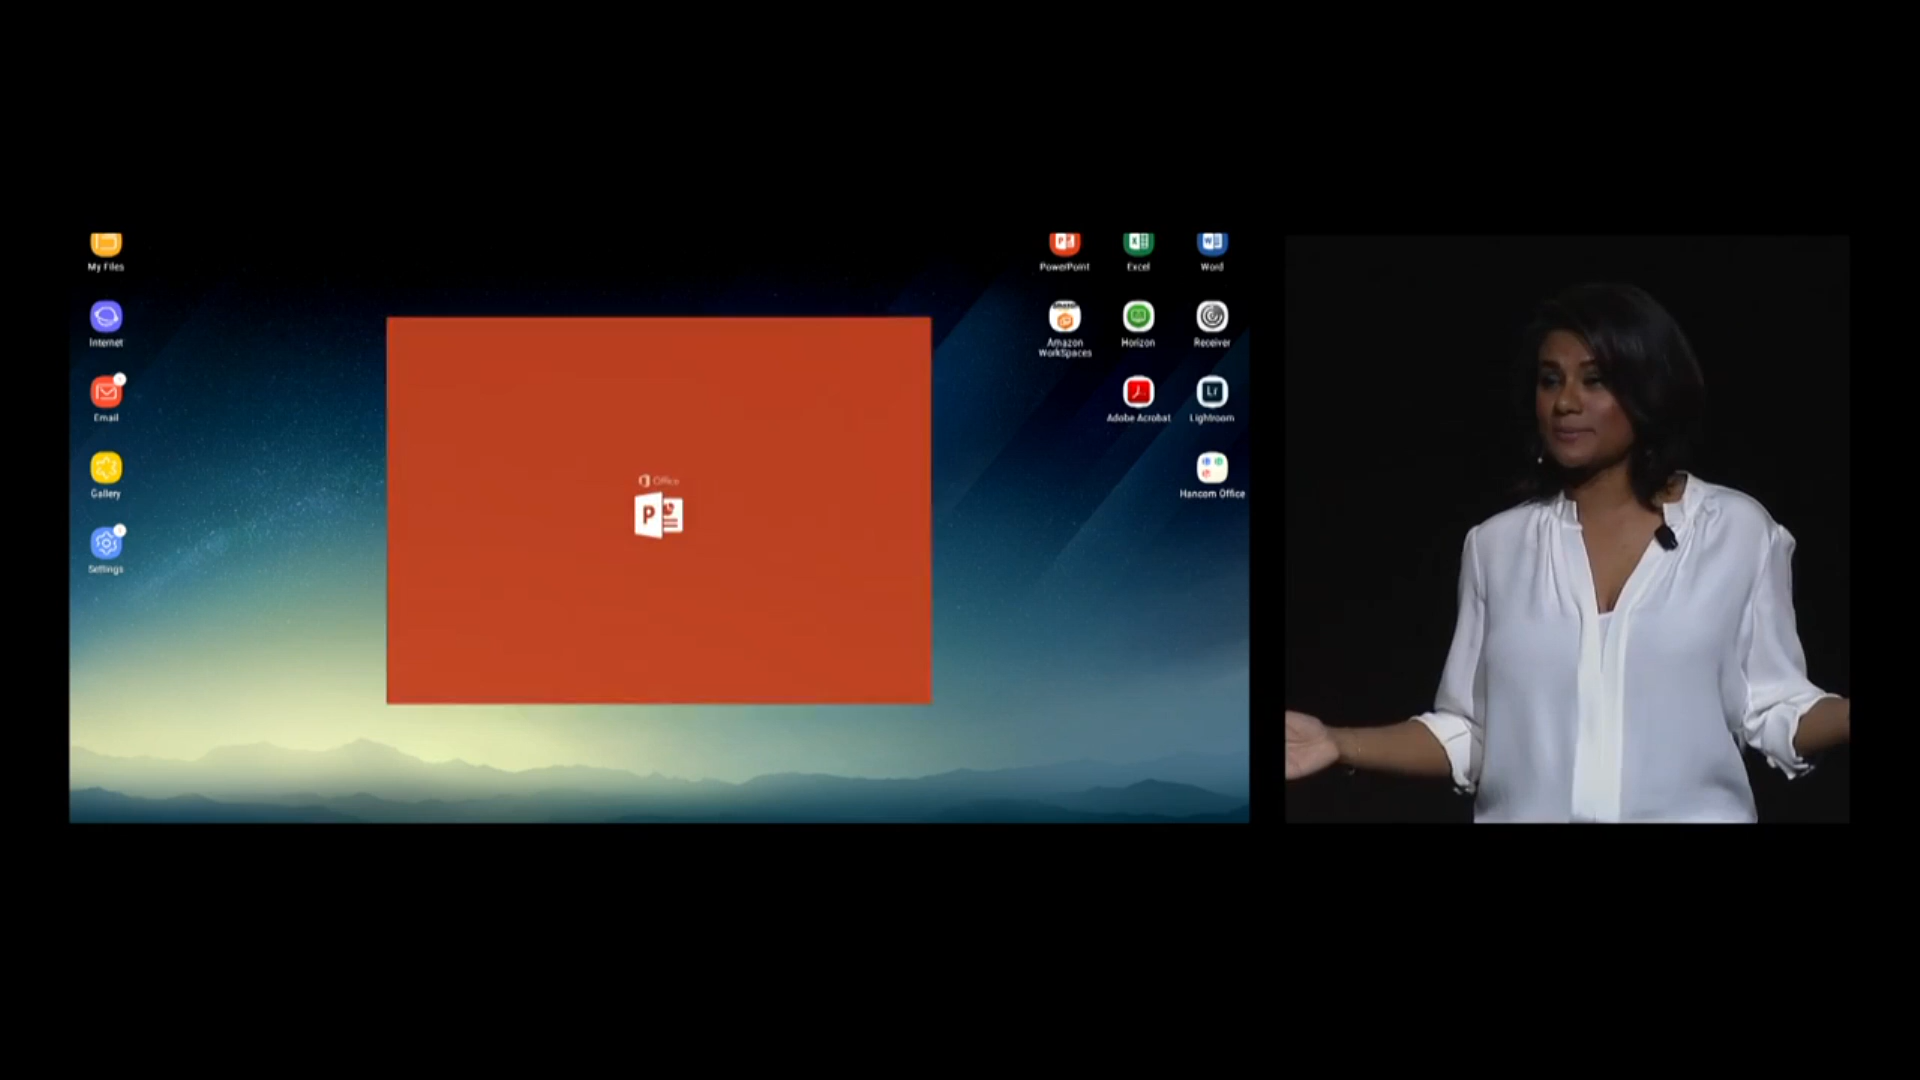 My Files
Internet
Email
Gallery
Settings
Office
P
PowerPoint
Excel
Word
Amazon
WorkSpaces
Horizon
Receiver
Adobe Acrobat
Lr
Lightroom
Hancom Office